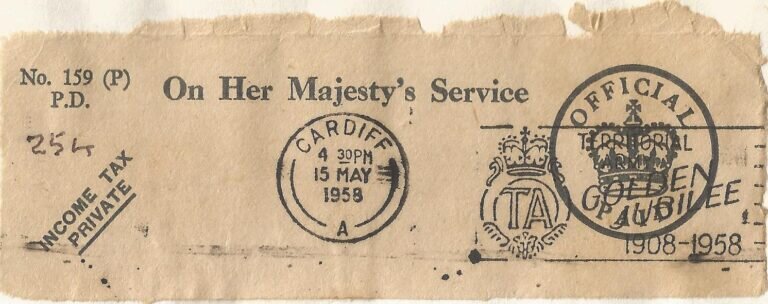 No. 159 (P)
P.D.
On Her Majesty's Service
254
INCOME TAX
PRIVATE
CARDIFF
4 30PM
15 MAY
1958
A
TA
OFFICIAL
PAID
TERRITORIAL
ARMY
GOLDEN
JUBILEE
1908-1958